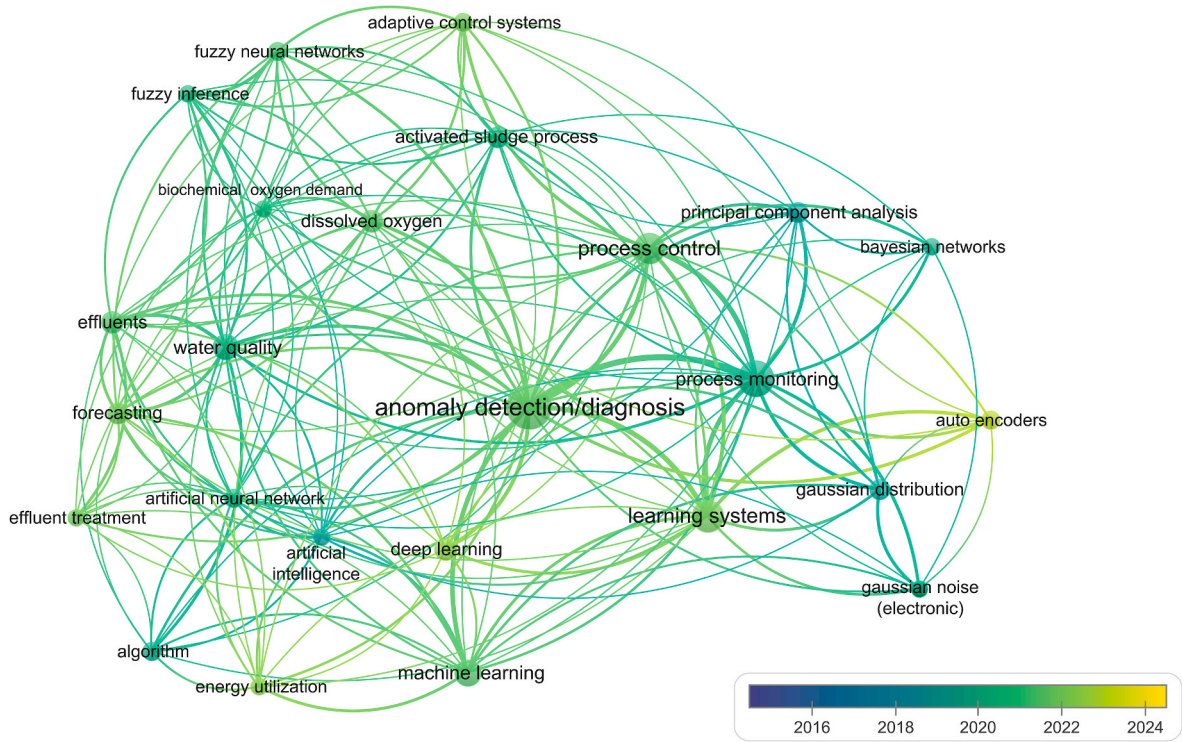 adaptive control systems
fuzzy neural networks
fuzzy inference
activated sludge process
biochemical oxygen demand
dissolved oxygen
principal component analysis
process control
bayesian networks
effluents
water quality
process monitoring
anomaly detection/diagnosis
forecasting
auto encoders
gaussian distribution
artificial neural network
effluent treatment
learning systems
deep learning
artificial
intelligence
gaussian noise
(electronic)
algorithm
machine learning
energy utilization
2016 2018 2020 2022 2024